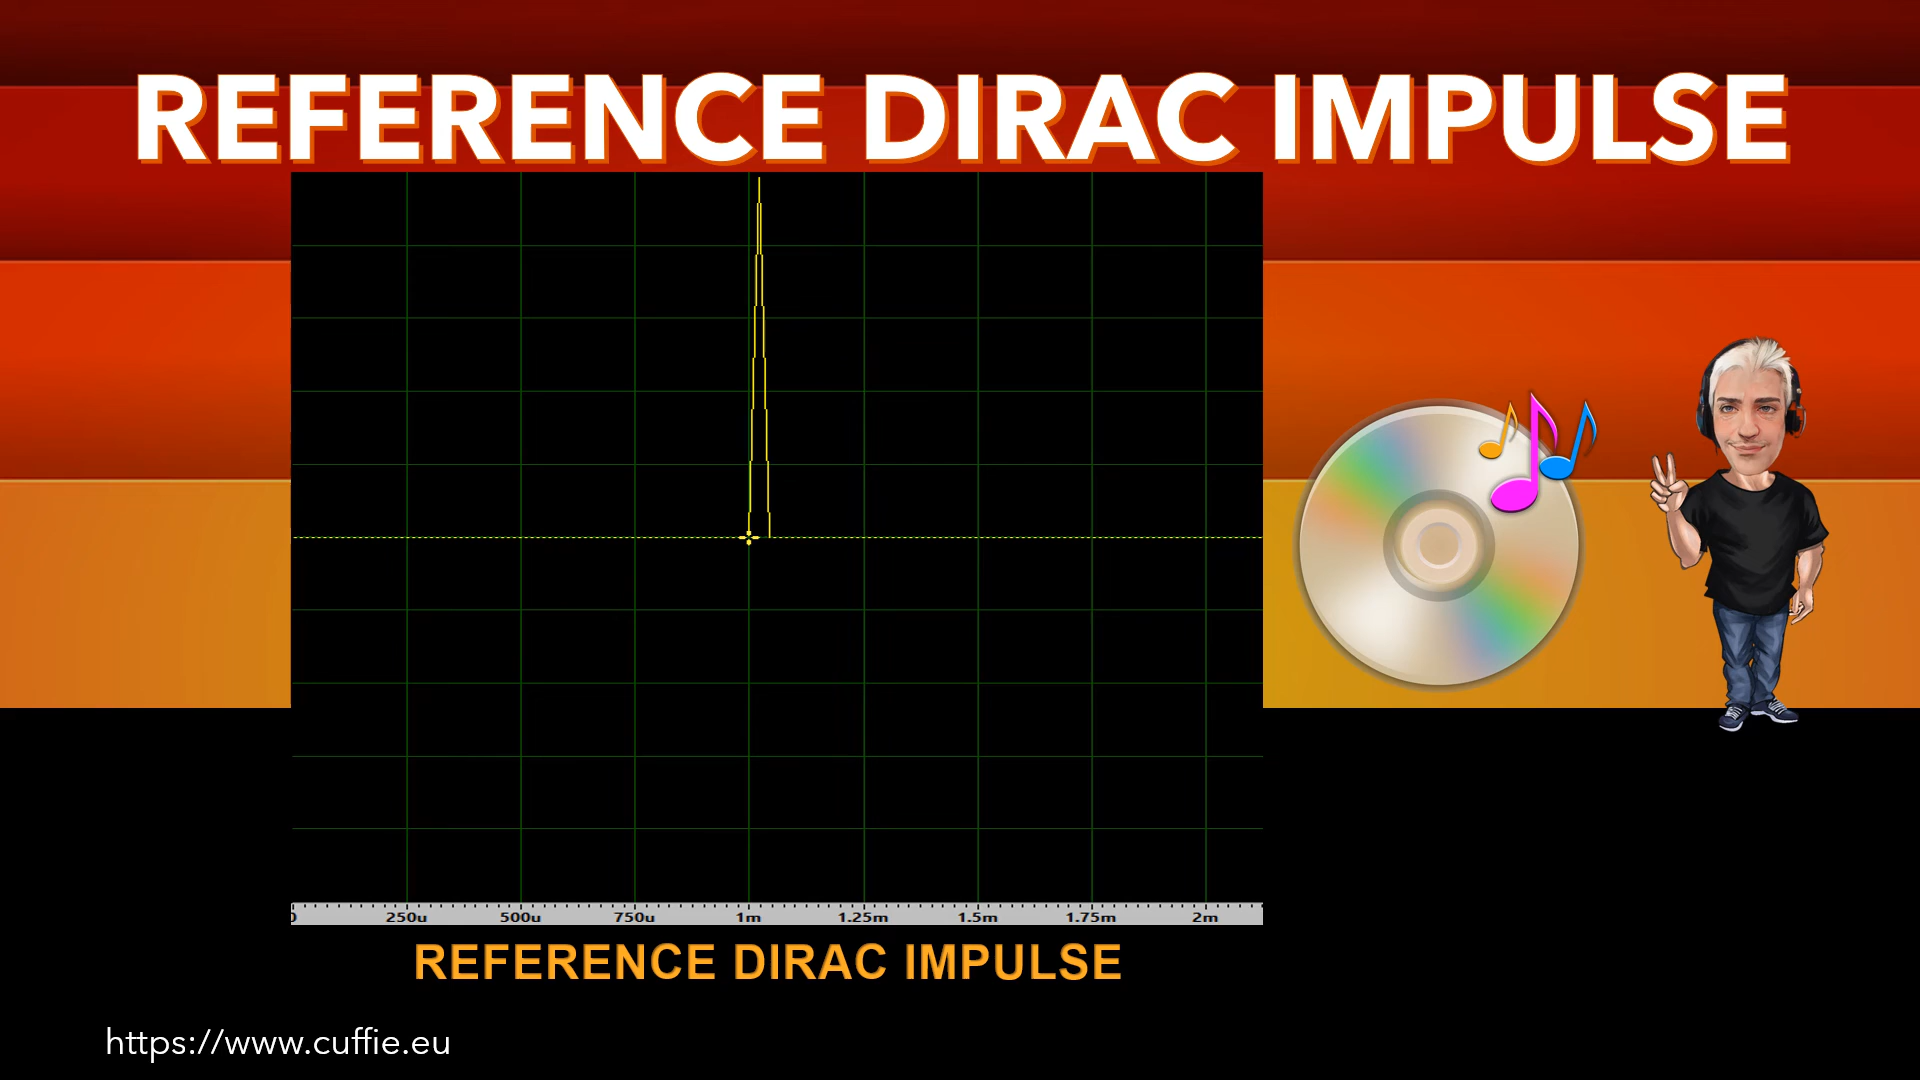 REFERENCE DIRAC IMPULSE
0 250u 500u 750u 1m 1.25m 1.5m 1.75m 2m
REFERENCE DIRAC IMPULSE
https://www.cuffie.eu